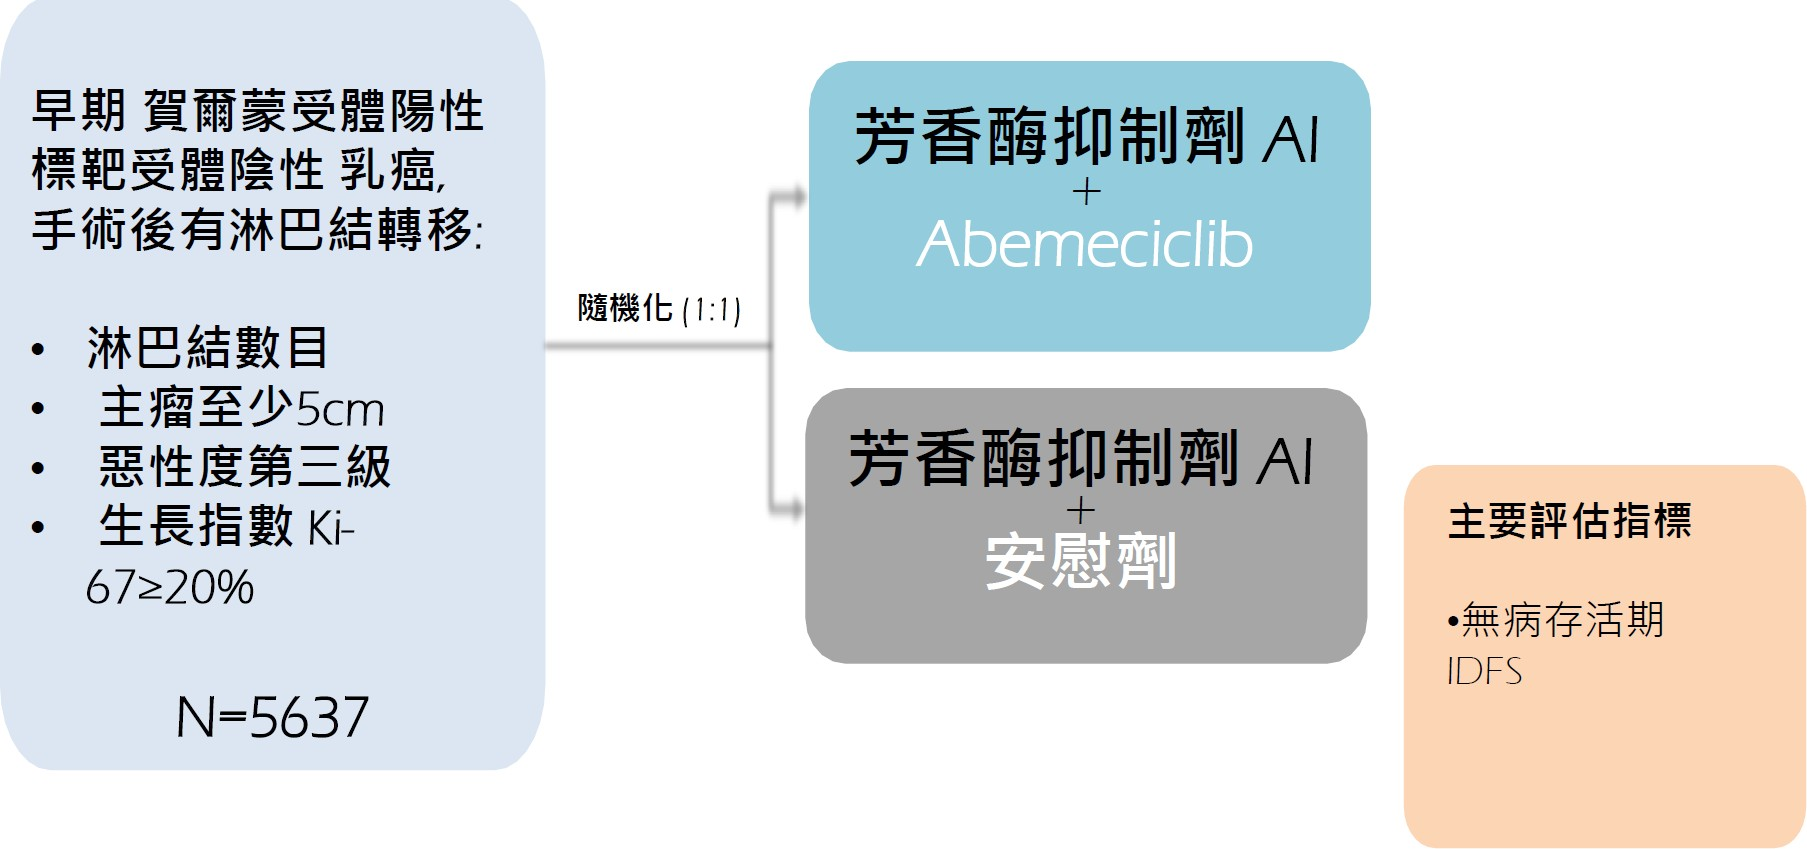 早期 賀爾蒙受體陽性
標靶受體陰性 乳癌,
手術後有淋巴結轉移:
• 淋巴結數目
• 主瘤至少5cm
• 惡性度第三級
• 生長指數 Ki-
67≥20%
N=5637
隨機化 (1:1)
芳香酶抑制劑 AI
+
Abemeciclib
芳香酶抑制劑 AI
+
安慰劑
主要評估指標
•無病存活期
IDFS